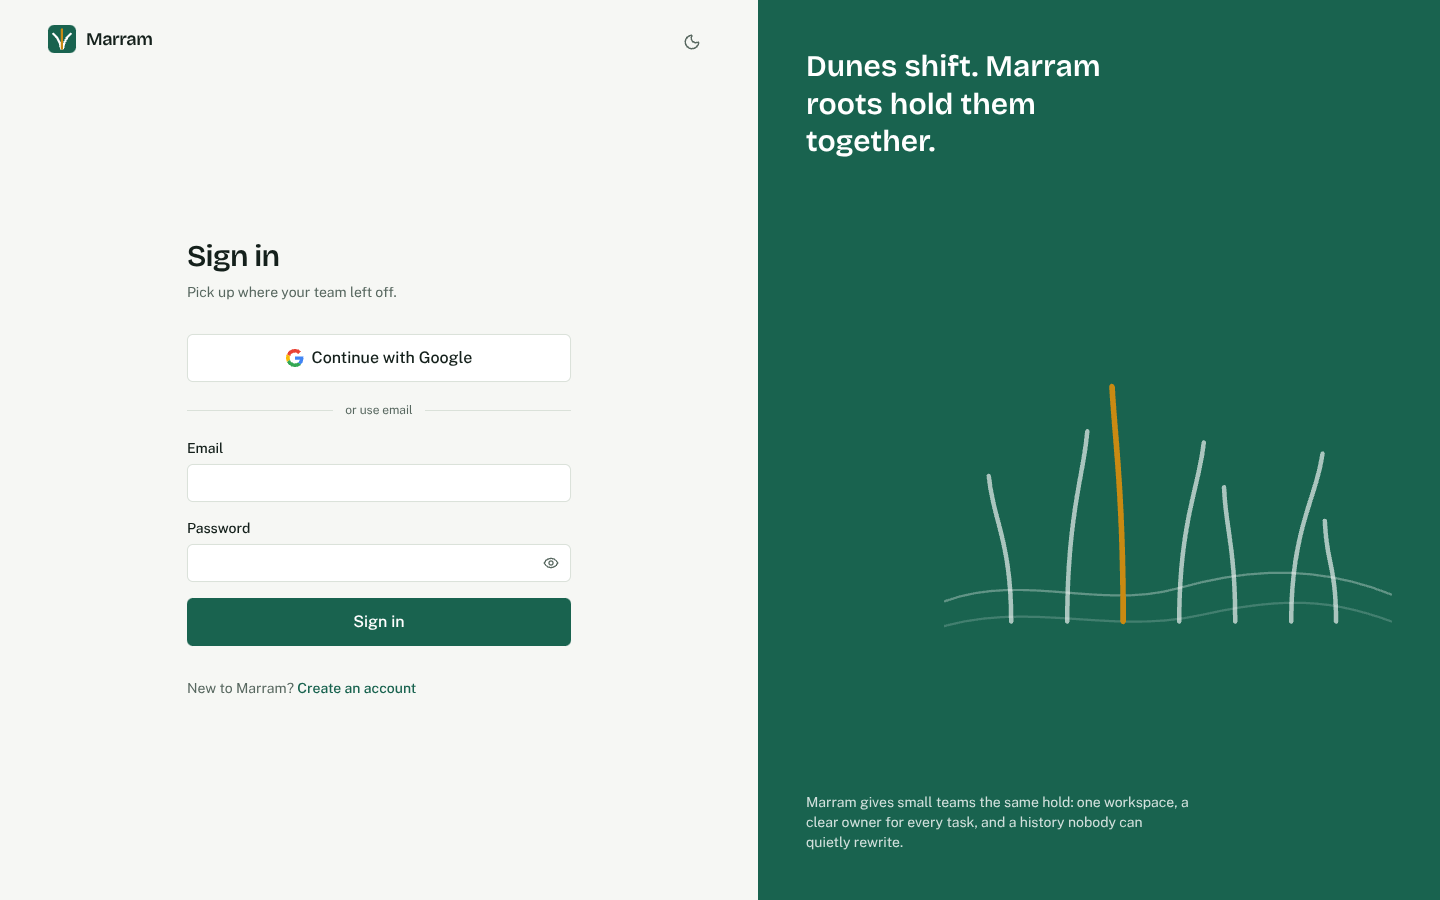 Marram
Sign in
Pick up where your team left off.
Continue with Google
or use email
Email
Password
Sign in
New to Marram? Create an account
Dunes shift. Marram
roots hold them
together.
Marram gives small teams the same hold: one workspace, a
clear owner for every task, and a history nobody can
quietly rewrite.